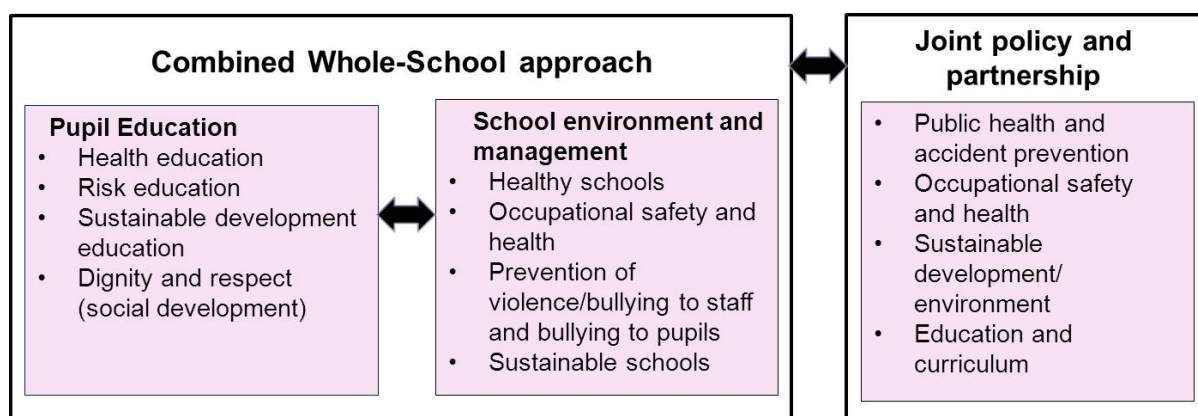 Combined Whole-School approach
Pupil Education
• Health education
• Risk education
• Sustainable development
education
• Dignity and respect
(social development)
School environment and
management
• Healthy schools
• Occupational safety and
health
• Prevention of
violence/bullying to staff
and bullying to pupils
• Sustainable schools
Joint policy and
partnership
• Public health and
accident prevention
• Occupational safety
and health
• Sustainable
development/
environment
• Education and
curriculum